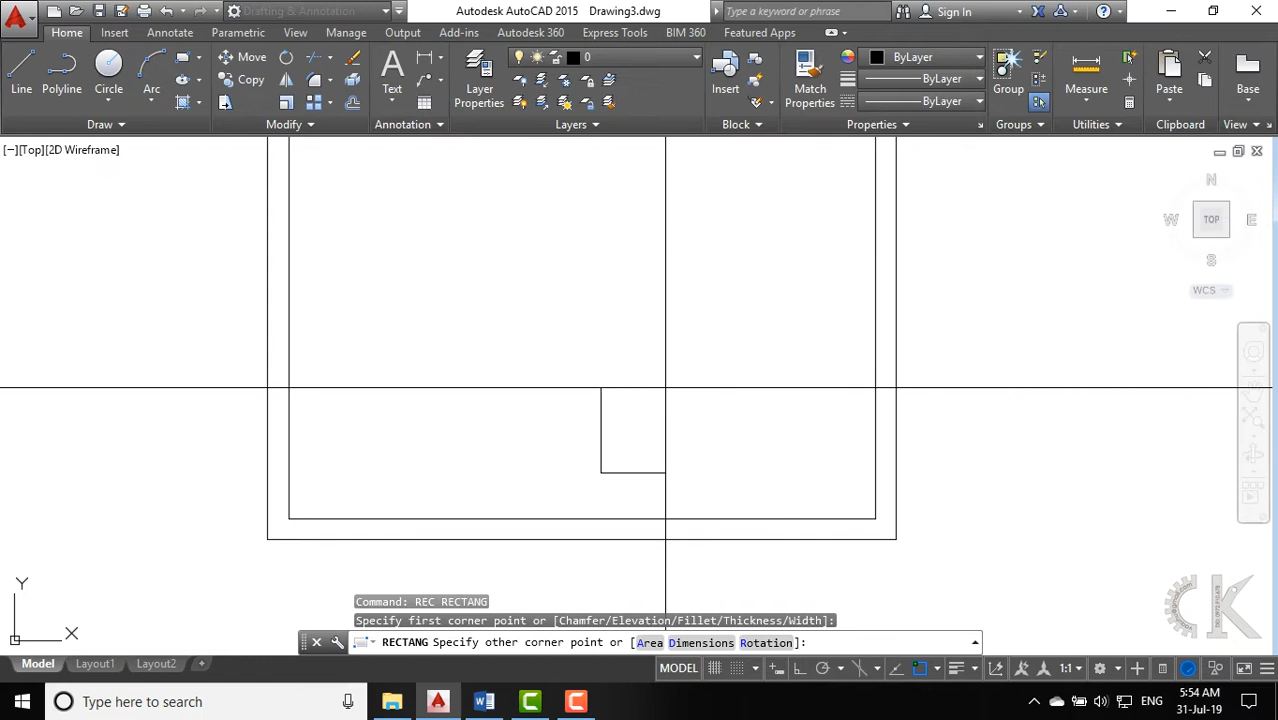 Drafting & Annotation
Autodesk AutoCAD 2015 Drawing3.dwg
Type a keyword or phrase
Sign In
Home Insert Annotate Parametric View Manage Output Add-ins Autodesk 360 Express Tools BIM 360 Featured Apps
Move
Copy
0
ByLayer
ByLayer
ByLayer
Line Polyline Circle Arc
Text
Layer Properties
Insert
Match Properties
Group
Measure
Paste
Base
Draw Modify Annotation Layers Block Properties Groups Utilities Clipboard View
[−][Top][2D Wireframe]
N
W TOP E
S
WCS
Y
X
Command: REC RECTANG
Specify first corner point or [Chamfer/Elevation/Fillet/Thickness/Width]:
RECTANG Specify other corner point or [Area Dimensions Rotation]:
Model Layout1 Layout2 +
MODEL
1:1
Type here to search
ENG
5:54 AM
31-Jul-19